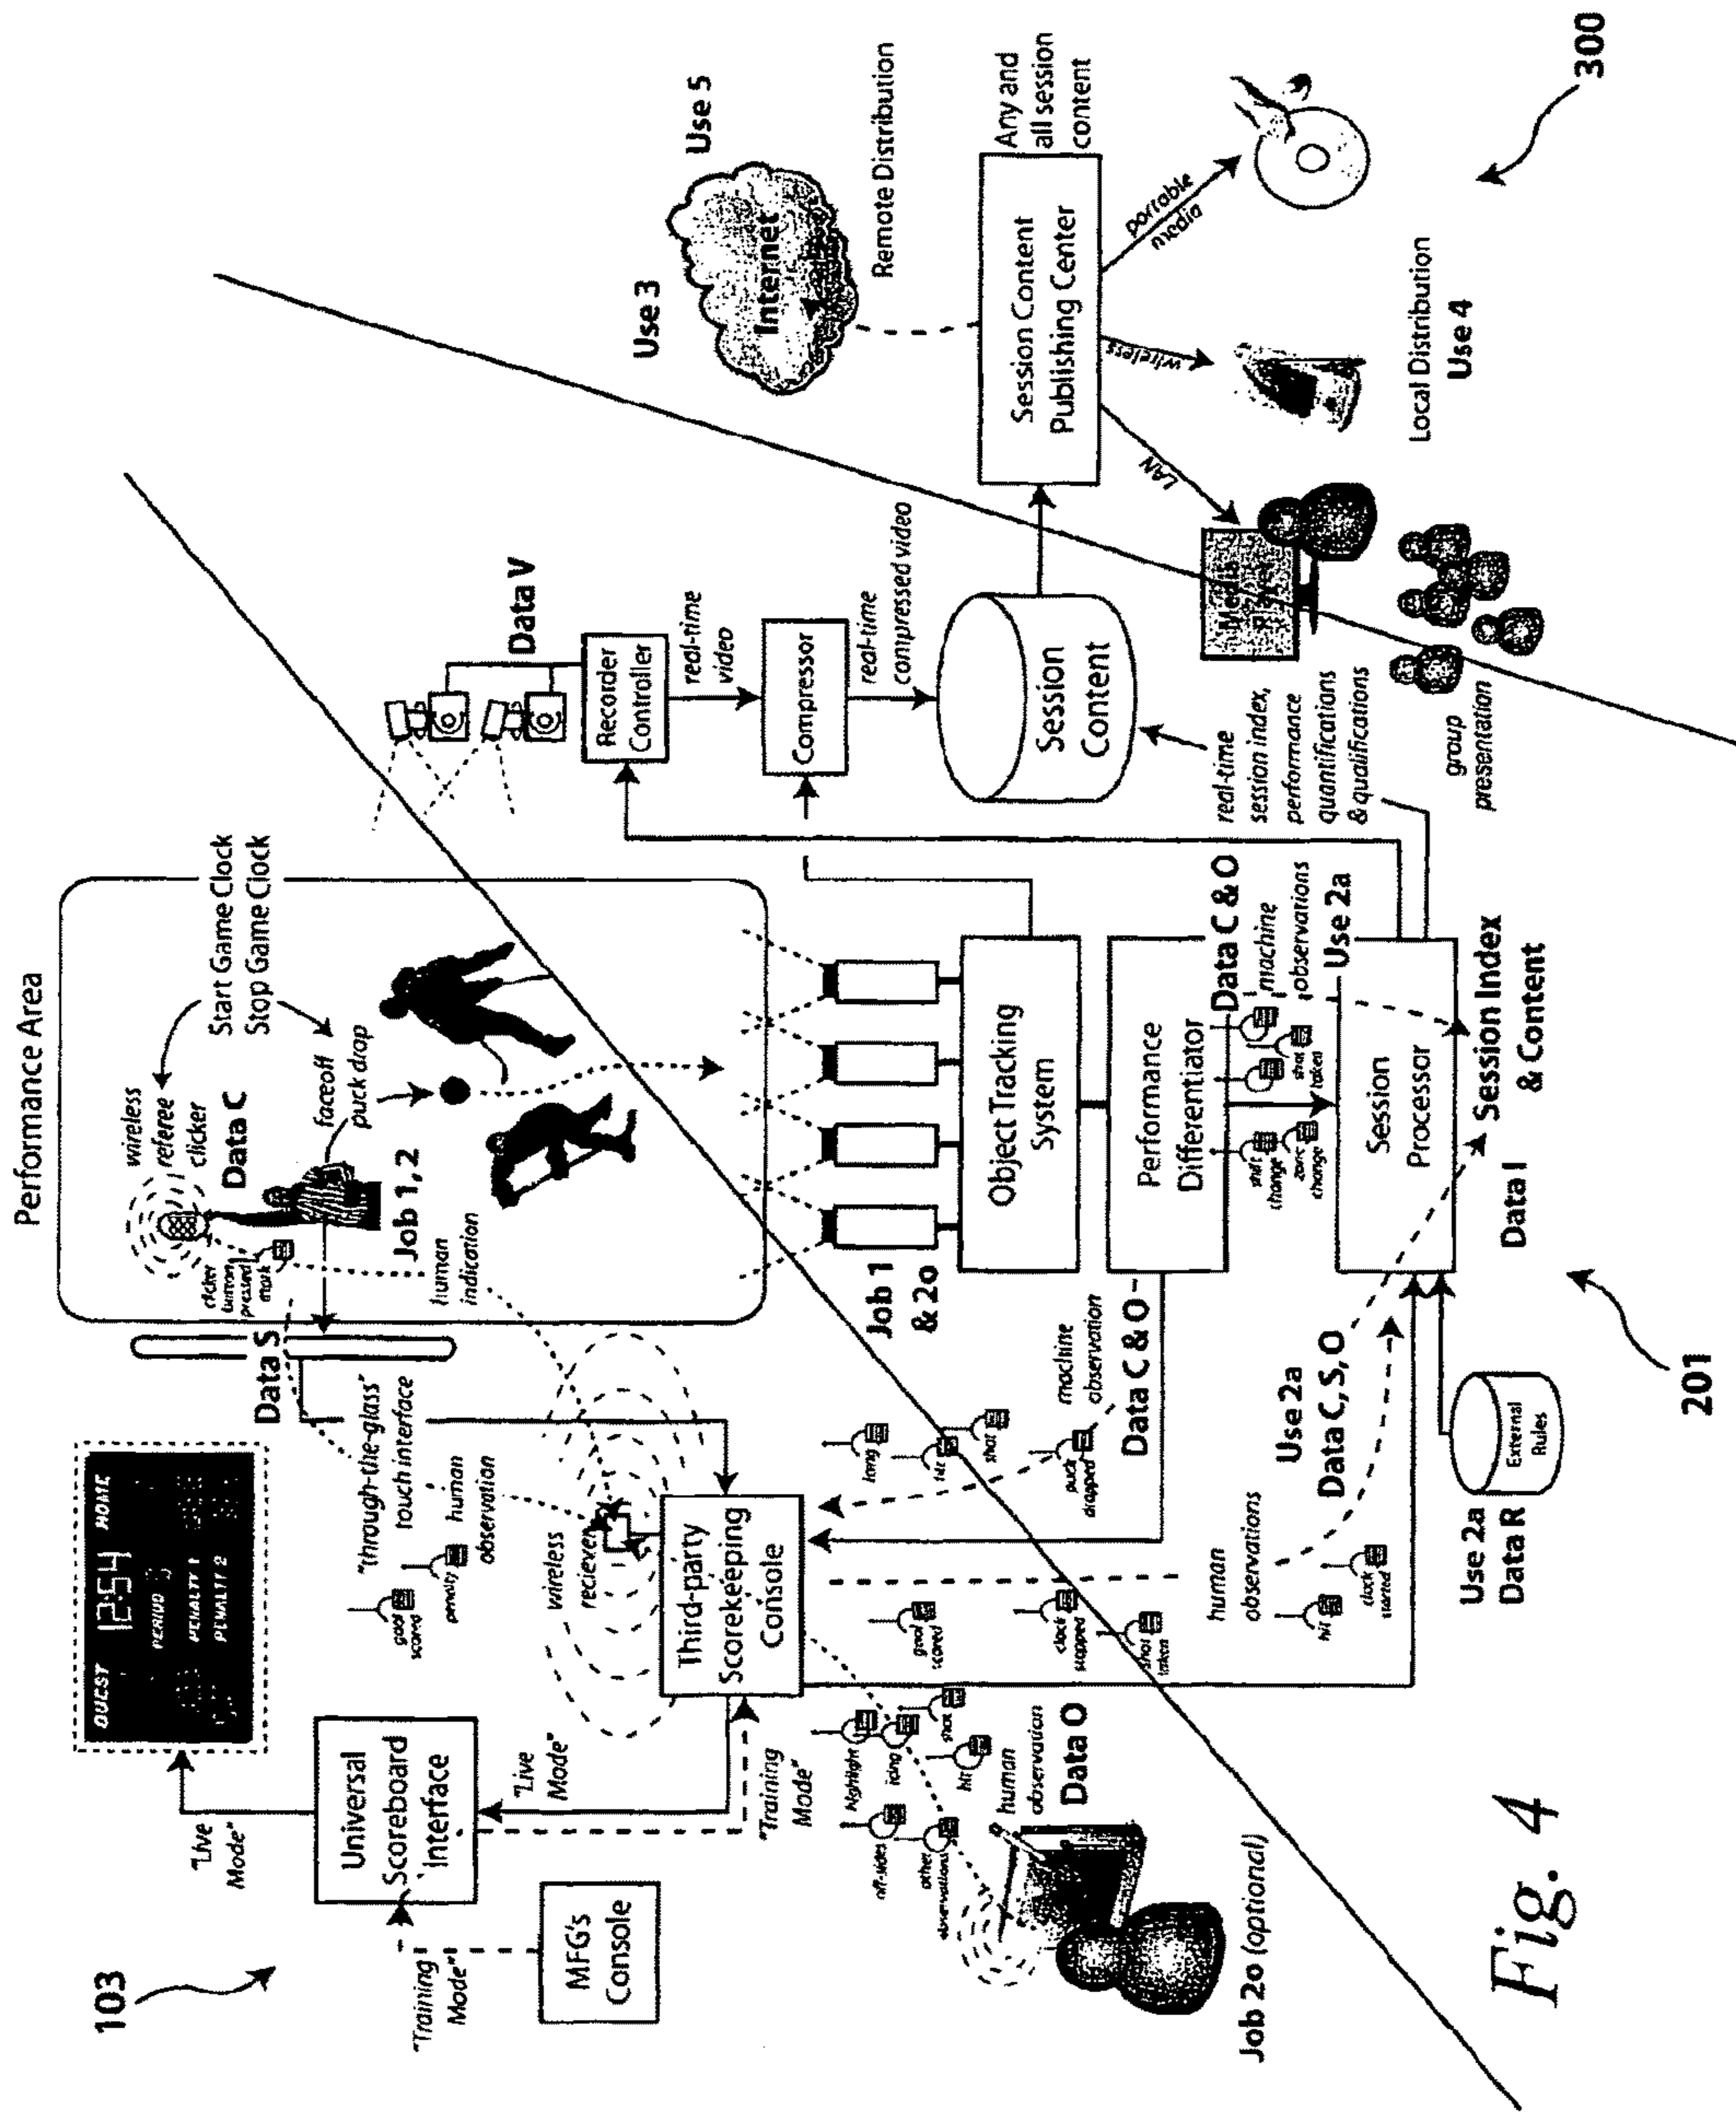 Performance Area
103
"Training
Mode"
MFG's
Console
"Live
Mode"
Universal
Scoreboard
Interface
GUEST
12:54
HOME
PERIOD
PENALTY 1
PENALTY 2
"Live
Mode"
"Training
Mode"
Data S
"through-the-glass"
touch interface
goal
scored
penalty
human
observation
wireless
reciever
Third-party
Scorekeeping
Console
wireless
referee
clicker
Data C
clicker
button
pressed
mark
Job 1, 2
human
indication
Start Game Clock
Stop Game Clock
faceoff
puck drop
Job 2o (optional)
human
observation
Data O
off-sides
other
observations
highlight
icing
hit
shot
goal
scored
clock
stopped
shot
taken
icing
hit
shot
puck
dropped
machine
observation
Data C & O
Job 1
& 2o
Object Tracking
System
Performance
Differentiator
Data C & O
machine
observations
Use 2a
shift
change
zone
change
shot
taken
Session
Processor
human
observations
hit
clock
started
Use 2a
Data C, S, O
Use 2a
Data R
External
Rules
Data I
Session Index
& Content
201
Data V
Recorder
Controller
real-time
video
Compressor
real-time
compressed video
Session
Content
real-time
session index,
performance
quantifications
& qualifications
group
presentation
Use 3
Internet
Use 5
Remote Distribution
Session Content
Publishing Center
Any and
all session
content
LAN
wireless
portable
media
Local Distribution
Use 4
300
Fig. 4